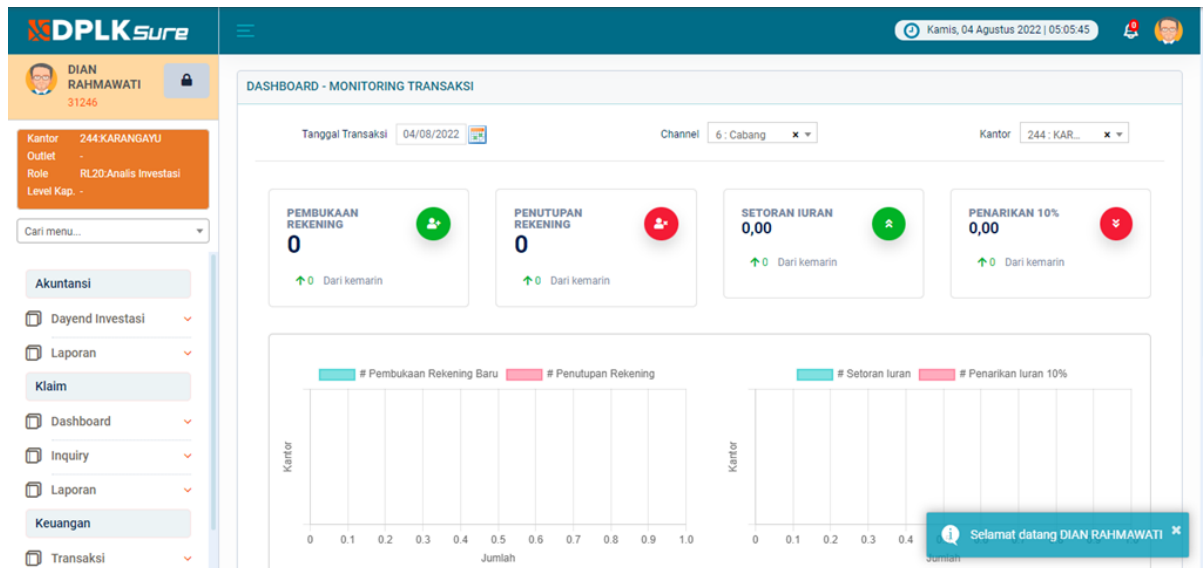 DPLKSure
Kamis, 04 Agustus 2022 | 05:05:45
DIAN
RAHMAWATI
31246
Kantor 244:KARANGAYU
Outlet -
Role RL20:Analis Investasi
Level Kap. -
Cari menu...
Akuntansi
Dayend Investasi
Laporan
Klaim
Dashboard
Inquiry
Laporan
Keuangan
Transaksi
DASHBOARD - MONITORING TRANSAKSI
Tanggal Transaksi 04/08/2022 Channel 6 : Cabang x Kantor 244 : KAR... x
PEMBUKAAN
REKENING
0
0 Dari kemarin
PENUTUPAN
REKENING
0
0 Dari kemarin
SETORAN IURAN
0,00
0 Dari kemarin
PENARIKAN 10%
0,00
0 Dari kemarin
# Pembukaan Rekening Baru # Penutupan Rekening
Kantor
0 0.1 0.2 0.3 0.4 0.5 0.6 0.7 0.8 0.9 1.0
Jumlah
# Setoran Iuran # Penarikan Iuran 10%
Kantor
0 0.1 0.2 0.3 0.4
Jumlah
Selamat datang DIAN RAHMAWATI ×